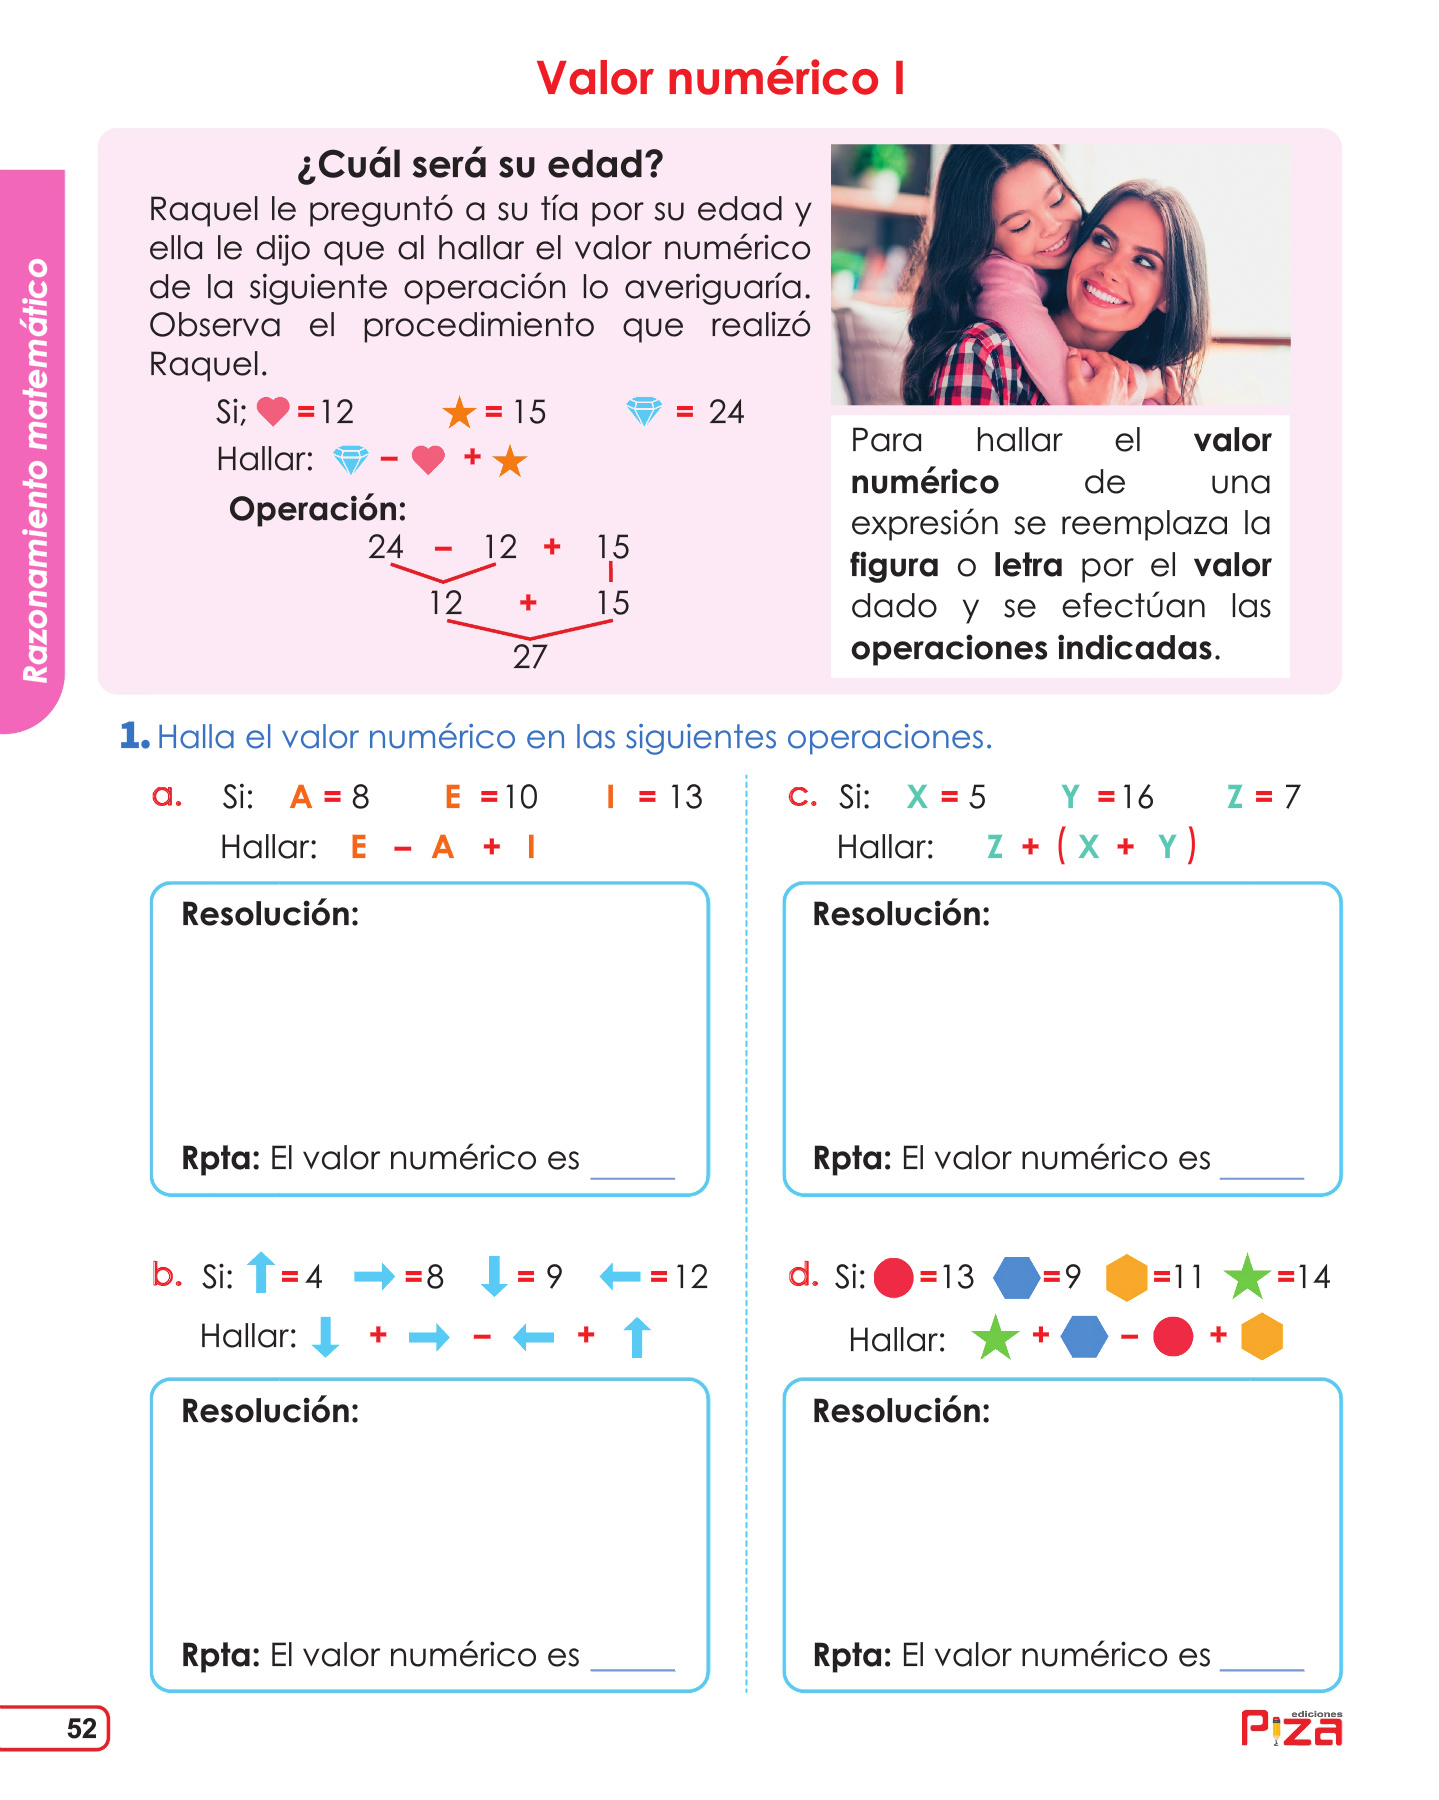 Valor numérico I
¿Cuál será su edad?
Raquel le preguntó a su tía por su edad y
ella le dijo que al hallar el valor numérico
de la siguiente operación lo averiguaría.
Observa el procedimiento que realizó
Raquel.
Si; = 12 = 15 = 24
Hallar: – +
Operación:
24 – 12 + 15
12 + 15
27
Para hallar el valor
numérico de una
expresión se reemplaza la
figura o letra por el valor
dado y se efectúan las
operaciones indicadas.
Razonamiento matemático
1. Halla el valor numérico en las siguientes operaciones.
a. Si: A = 8 E = 10 I = 13
Hallar: E – A + I
Resolución:
Rpta: El valor numérico es ______
b. Si: ↑ = 4 → = 8 ↓ = 9 ← = 12
Hallar: ↓ + → – ← + ↑
Resolución:
Rpta: El valor numérico es ______
c. Si: X = 5 Y = 16 Z = 7
Hallar: Z + ( X + Y )
Resolución:
Rpta: El valor numérico es ______
d. Si: = 13 = 9 = 11 = 14
Hallar: + – +
Resolución:
Rpta: El valor numérico es ______
52
ediciones
Piza